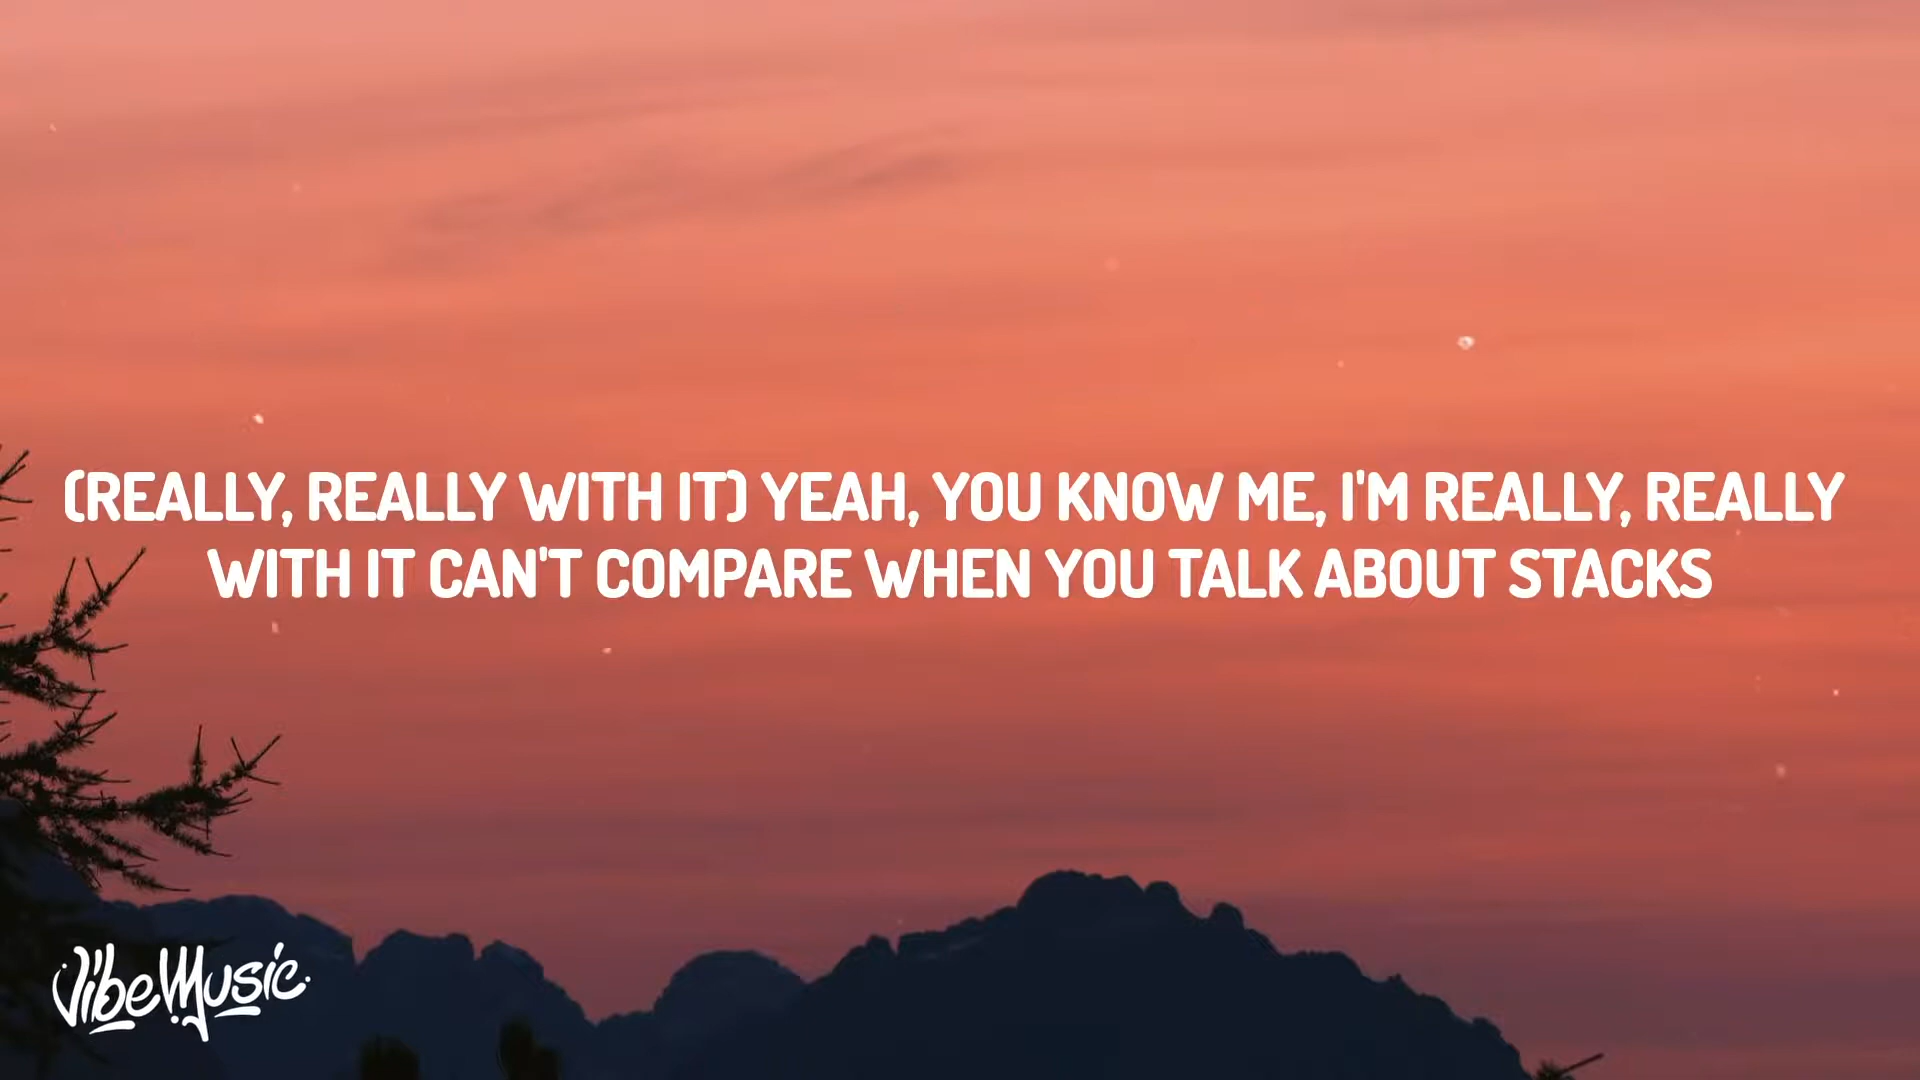 (REALLY, REALLY WITH IT) YEAH, YOU KNOW ME, I'M REALLY, REALLY
WITH IT CAN'T COMPARE WHEN YOU TALK ABOUT STACKS
VibeMusic